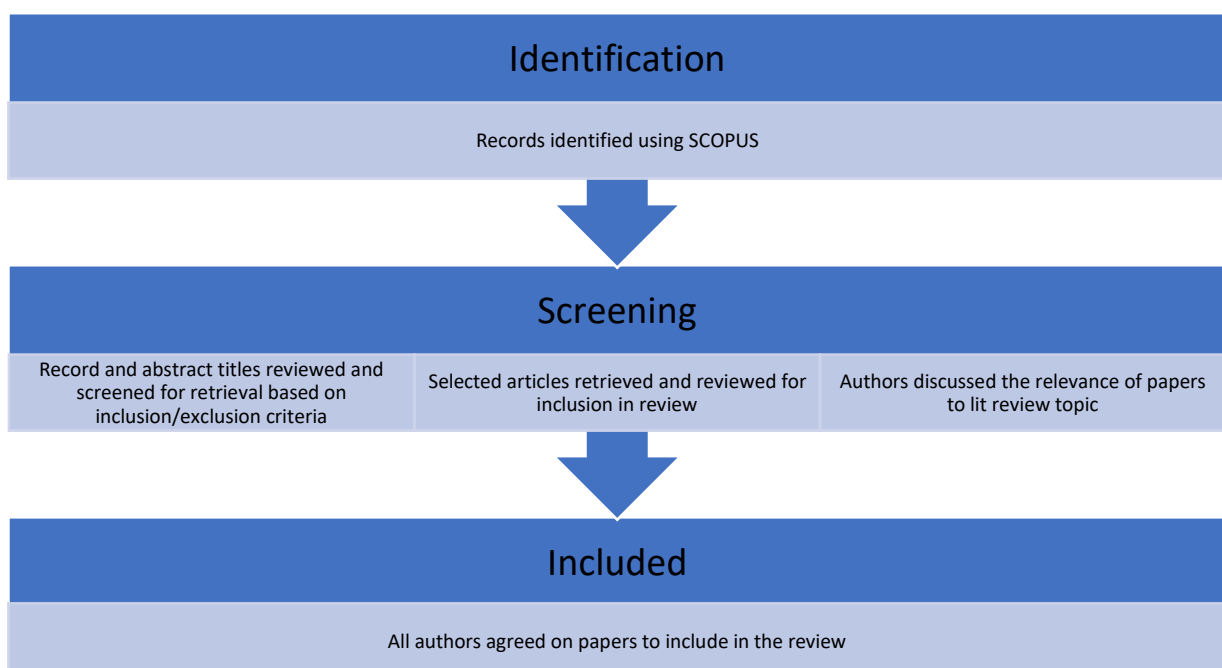 Identification
Records identified using SCOPUS
Screening
Record and abstract titles reviewed and
screened for retrieval based on
inclusion/exclusion criteria
Selected articles retrieved and reviewed for
inclusion in review
Authors discussed the relevance of papers
to lit review topic
Included
All authors agreed on papers to include in the review